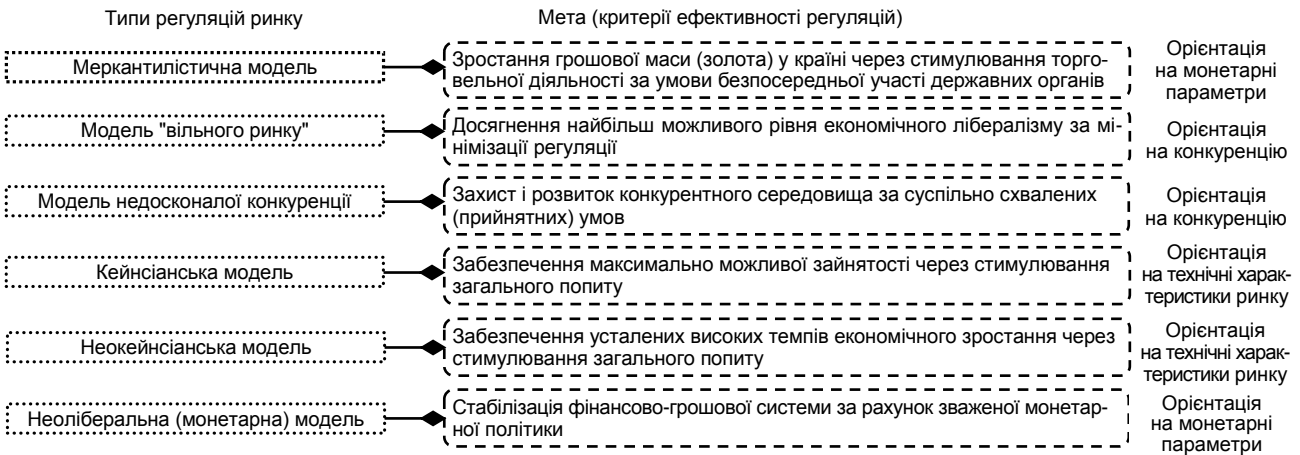 Типи регуляцій ринку
Мета (критерії ефективності регуляцій)
Меркантилістична модель
Зростання грошової маси (золота) у країні через стимулювання торго-
вельної діяльності за умови безпосередньої участі державних органів
Орієнтація
на монетарні
параметри
Модель "вільного ринку"
Досягнення найбільш можливого рівня економічного лібералізму за мі-
німізації регуляції
Орієнтація
на конкуренцію
Модель недосконалої конкуренції
Захист і розвиток конкурентного середовища за суспільно схвалених
(прийнятних) умов
Орієнтація
на конкуренцію
Кейнсіанська модель
Забезпечення максимально можливої зайнятості через стимулювання
загального попиту
Орієнтація
на технічні харак-
теристики ринку
Неокейнсіанська модель
Забезпечення усталених високих темпів економічного зростання через
стимулювання загального попиту
Орієнтація
на технічні харак-
теристики ринку
Неоліберальна (монетарна) модель
Стабілізація фінансово-грошової системи за рахунок зваженої монетар-
ної політики
Орієнтація
на монетарні
параметри